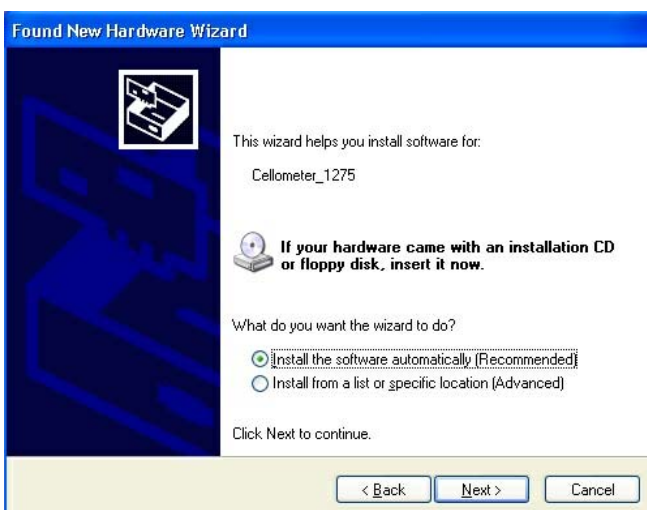 Found New Hardware Wizard
This wizard helps you install software for:
Cellometer_1275
If your hardware came with an installation CD
or floppy disk, insert it now.
What do you want the wizard to do?
Install the software automatically (Recommended)
Install from a list or specific location (Advanced)
Click Next to continue.
< Back Next > Cancel